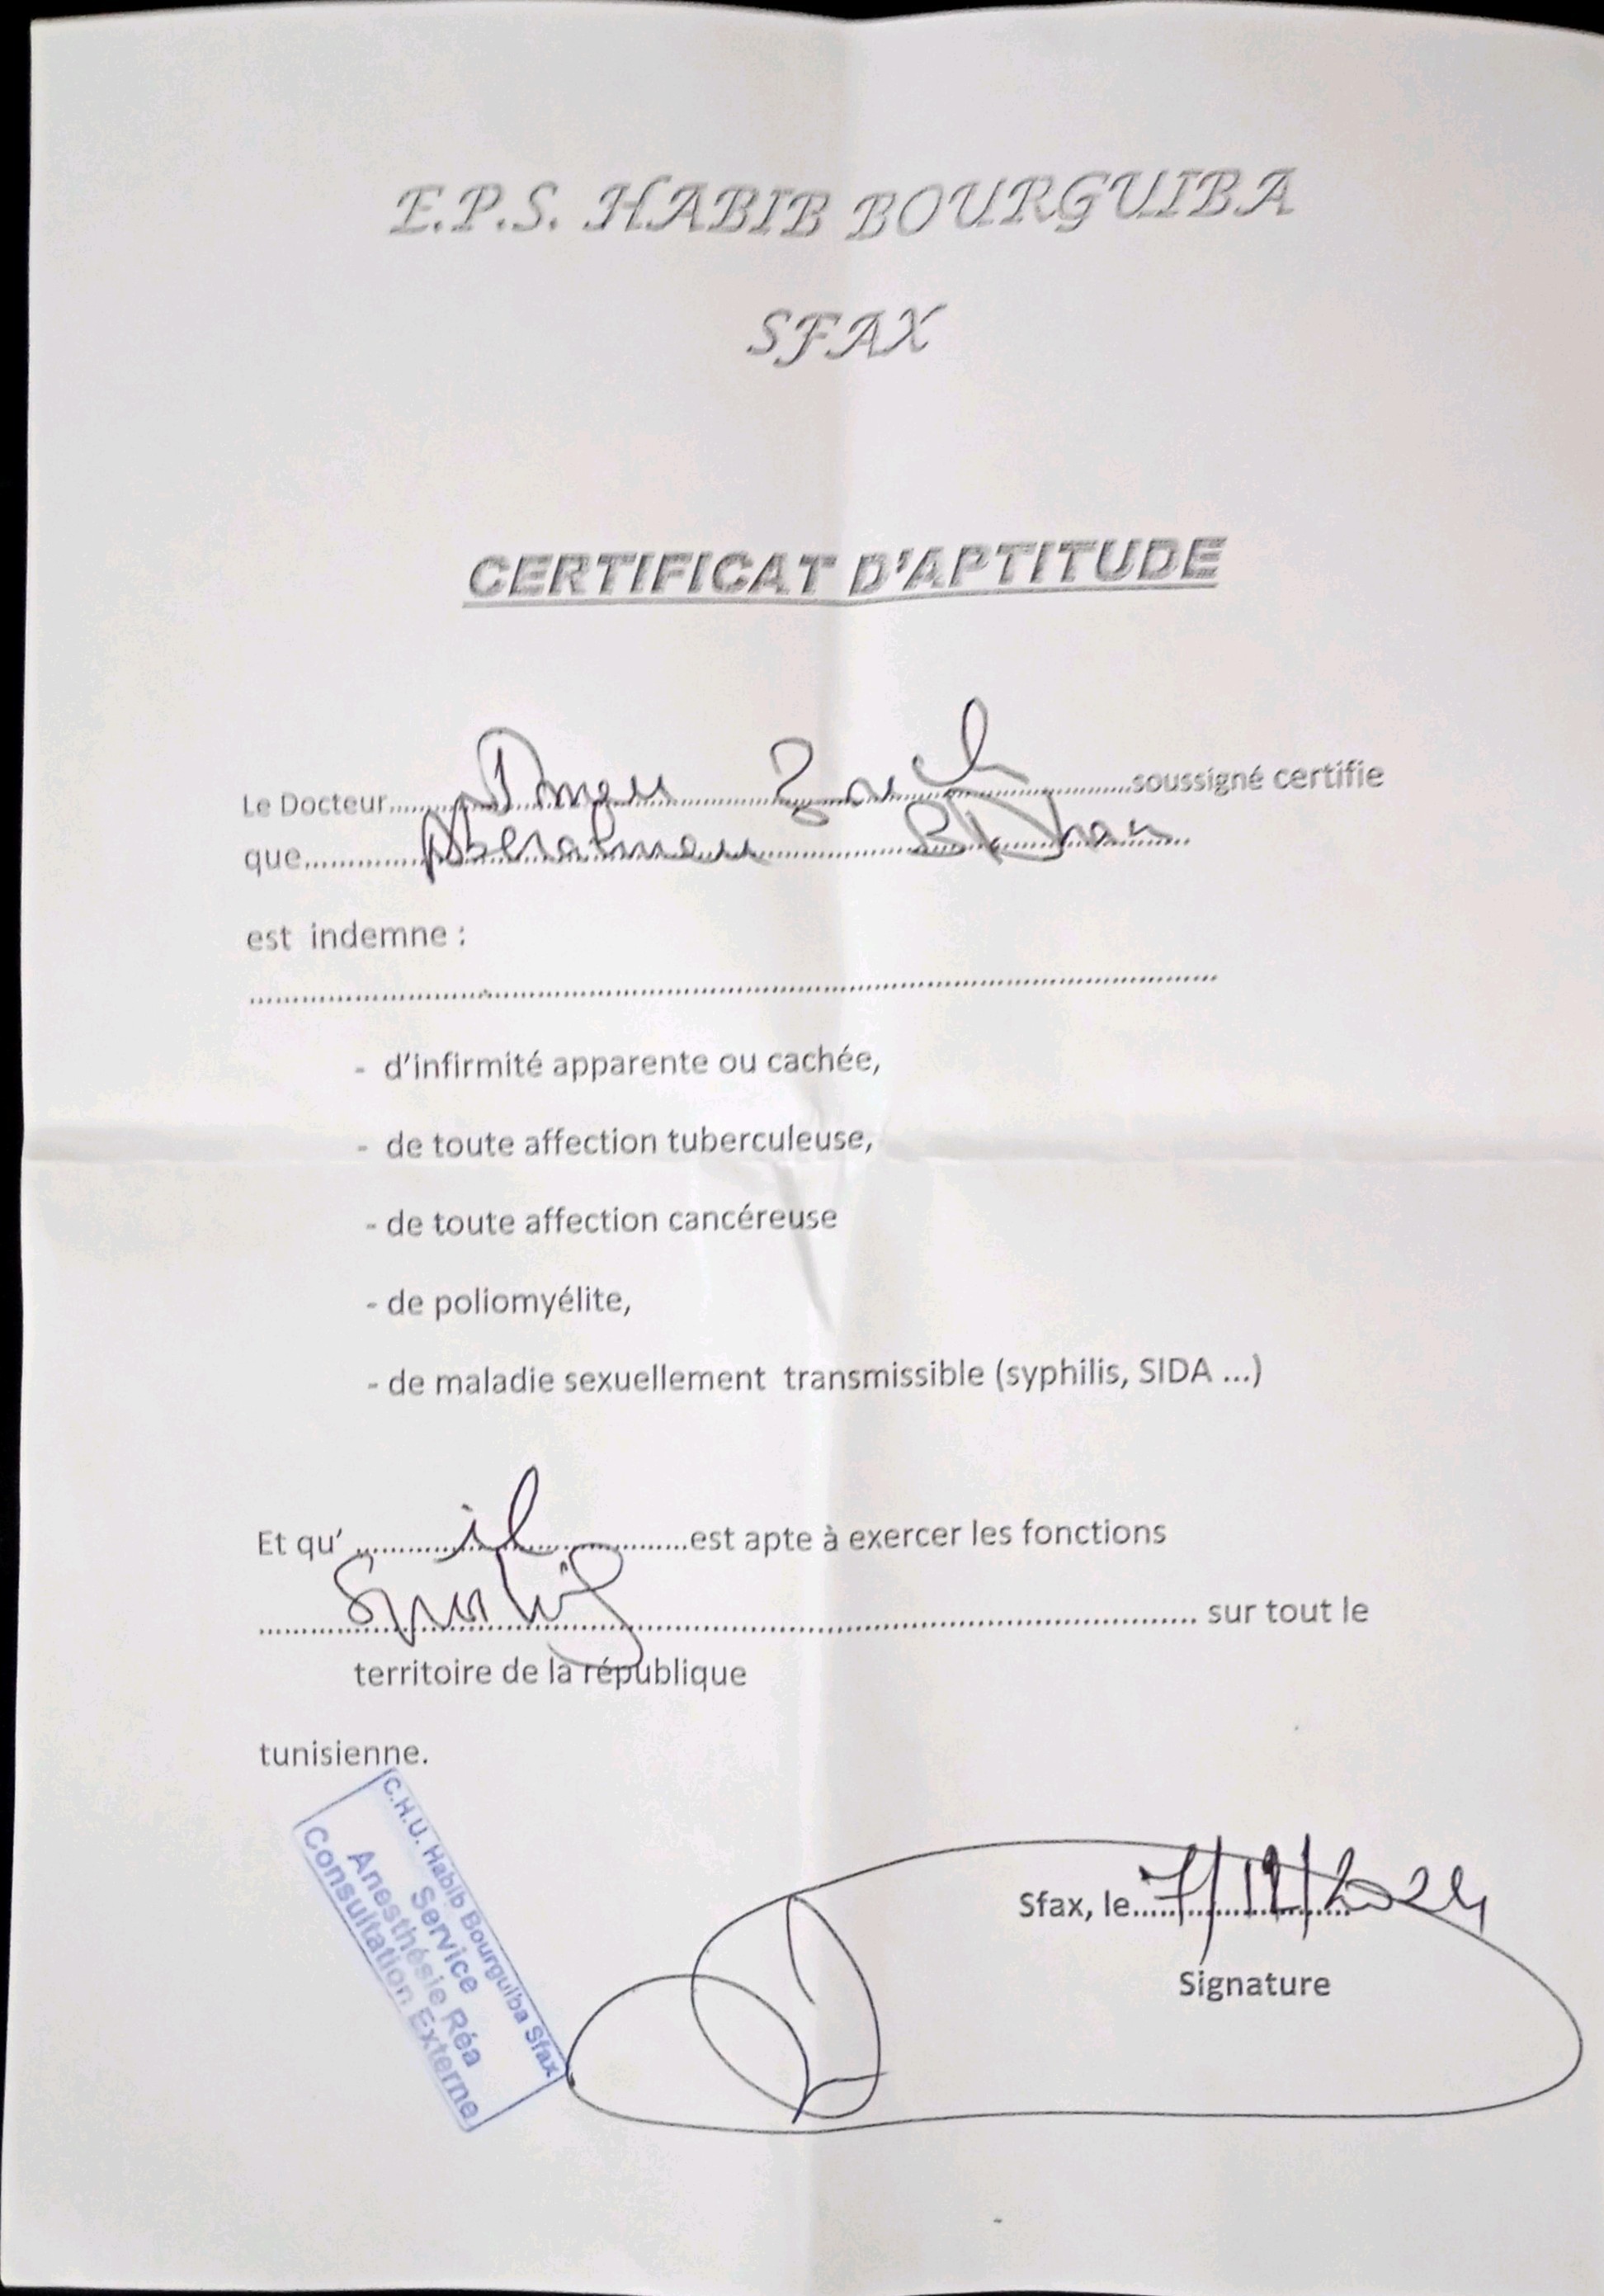 E.P.S. HABIB BOURGUIBA
SFAX
CERTIFICAT D'APTITUDE
Le Docteur.......................soussigné certifie
que.......................
est indemne :
- d'infirmité apparente ou cachée,
- de toute affection tuberculeuse,
- de toute affection cancéreuse
- de poliomyélite,
- de maladie sexuellement transmissible (syphilis, SIDA ...)
Et qu' ........il........est apte à exercer les fonctions
....................... sur tout le
territoire de la république
tunisienne.
C.H.U. Habib Bourguiba Sfax
Service
Anesthésie Réa
Consultation Externe
Sfax, le 7/12/2024
Signature